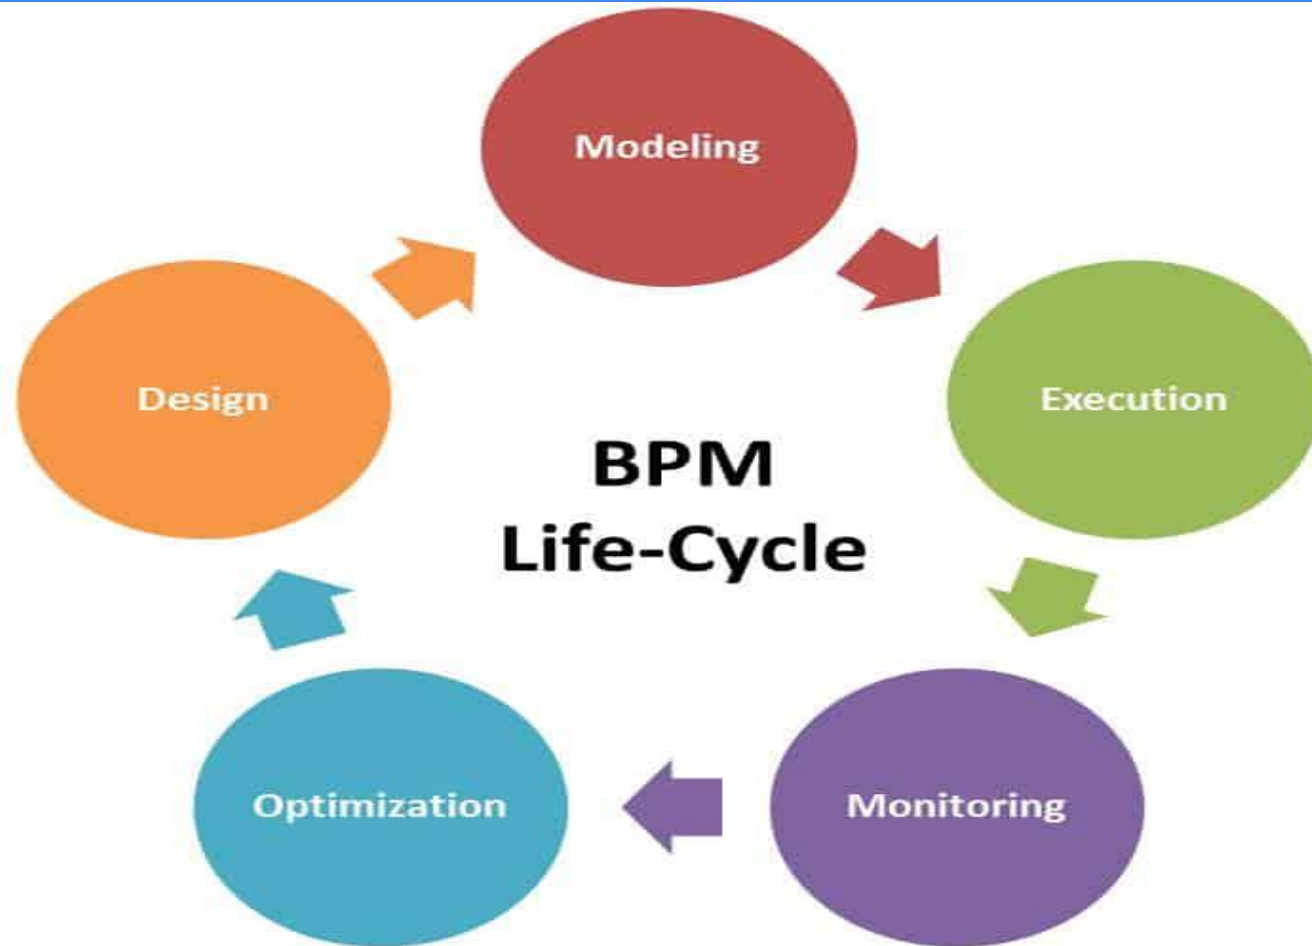 Modeling
Design
Execution
BPM
Life-Cycle
Optimization
Monitoring